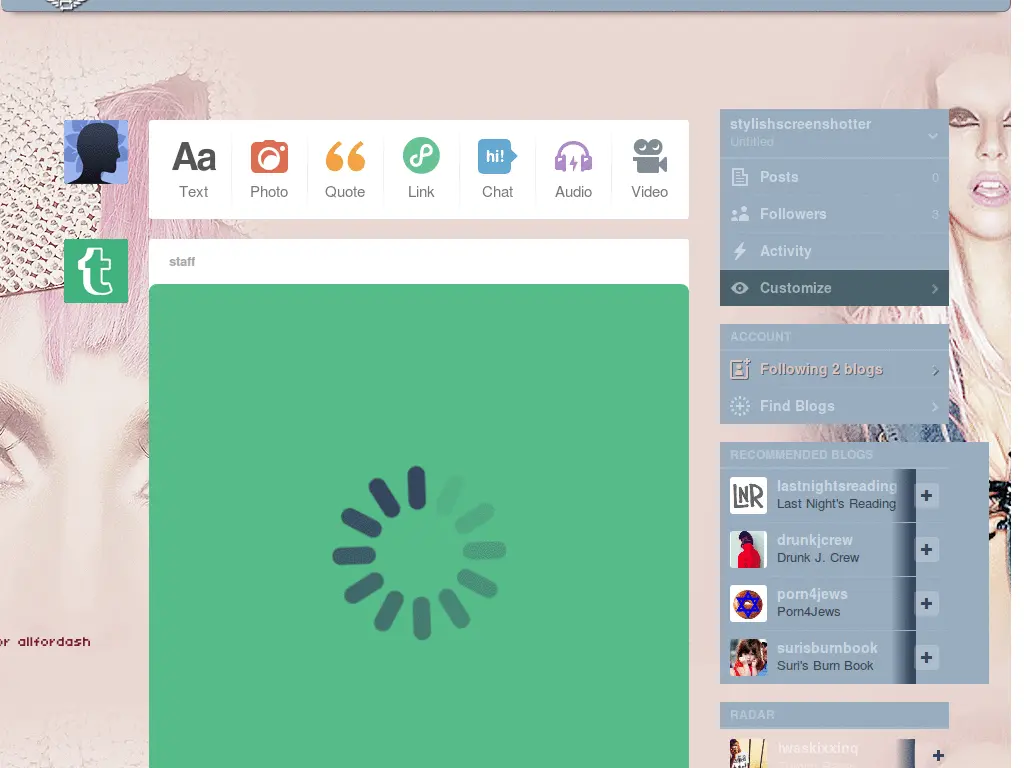 Aa
Text
Photo
Quote
Link
hi!
Chat
Audio
Video
staff
or allfordash
stylishscreenshotter
Untitled
Posts 0
Followers 3
Activity
Customize
ACCOUNT
Following 2 blogs
Find Blogs
RECOMMENDED BLOGS
LNR
lastnightsreading
Last Night's Reading
drunkjcrew
Drunk J. Crew
porn4jews
Porn4Jews
surisburnbook
Suri's Burn Book
RADAR
iwaskixxinq